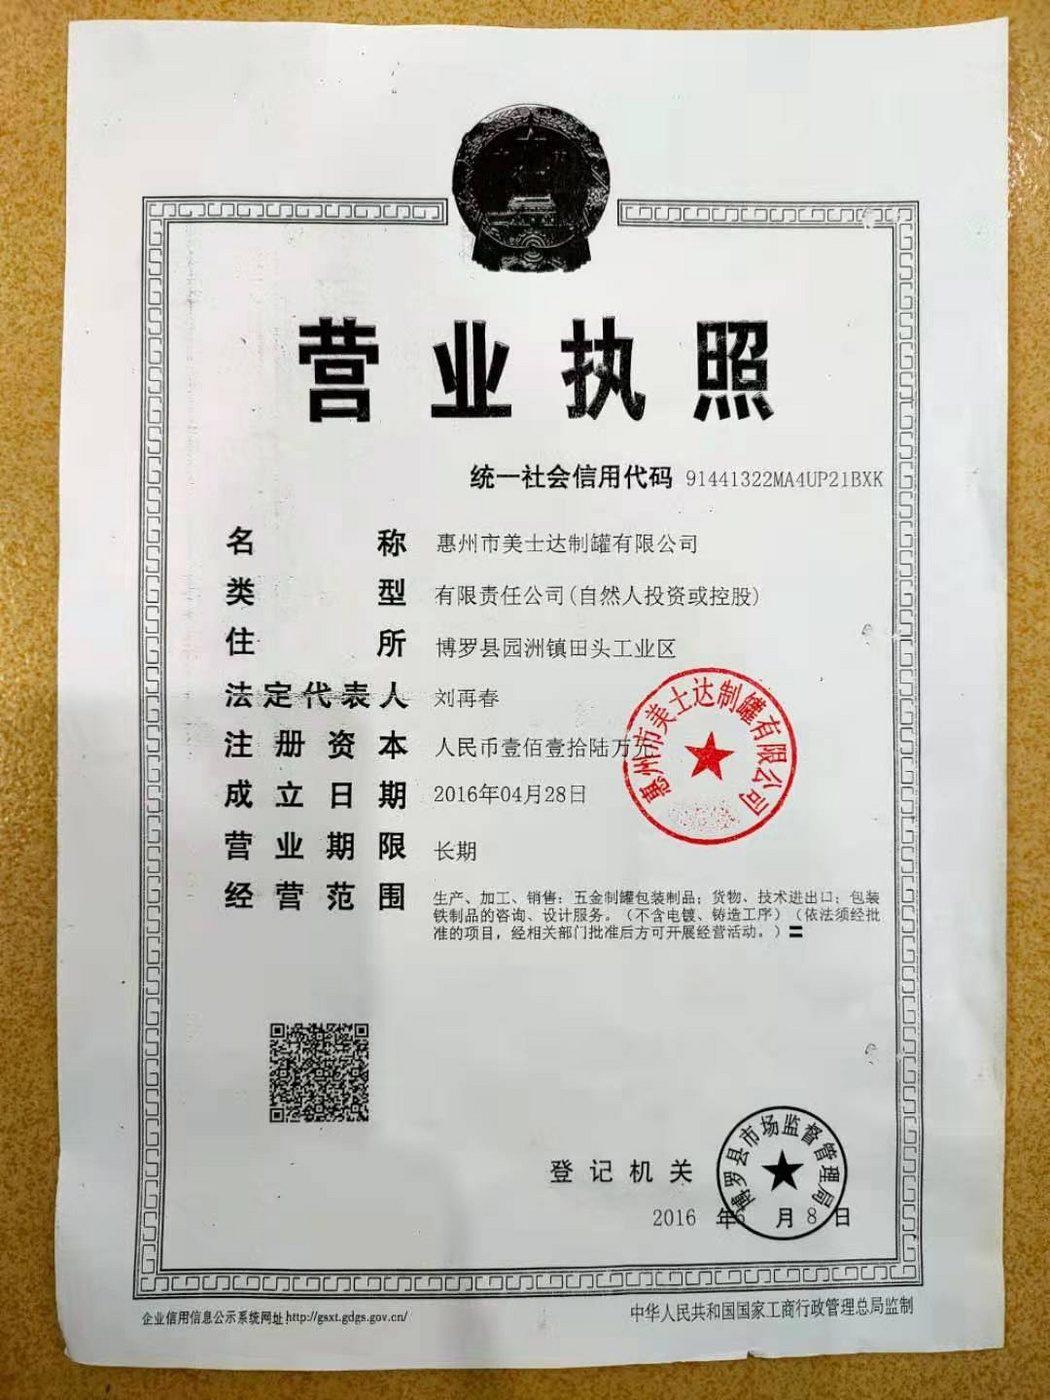 营业执照
统一社会信用代码 91441322MA4UP21BXK
名称 惠州市美士达制罐有限公司
类型 有限责任公司(自然人投资或控股)
住所 博罗县园洲镇田头工业区
法定代表人 刘再春
注册资本 人民币壹佰壹拾陆万元
成立日期 2016年04月28日
营业期限 长期
经营范围 生产、加工、销售：五金制罐包装制品；货物、技术进出口；包装
铁制品的咨询、设计服务。（不含电镀、铸造工序）（依法须经批
准的项目，经相关部门批准后方可开展经营活动。）〓
惠州市美士达制罐有限公司
登记机关
博罗县市场监督管理局
2016 年6 月 8 日
企业信用信息公示系统网址http://gsxt.gdgs.gov.cn/
中华人民共和国国家工商行政管理总局监制